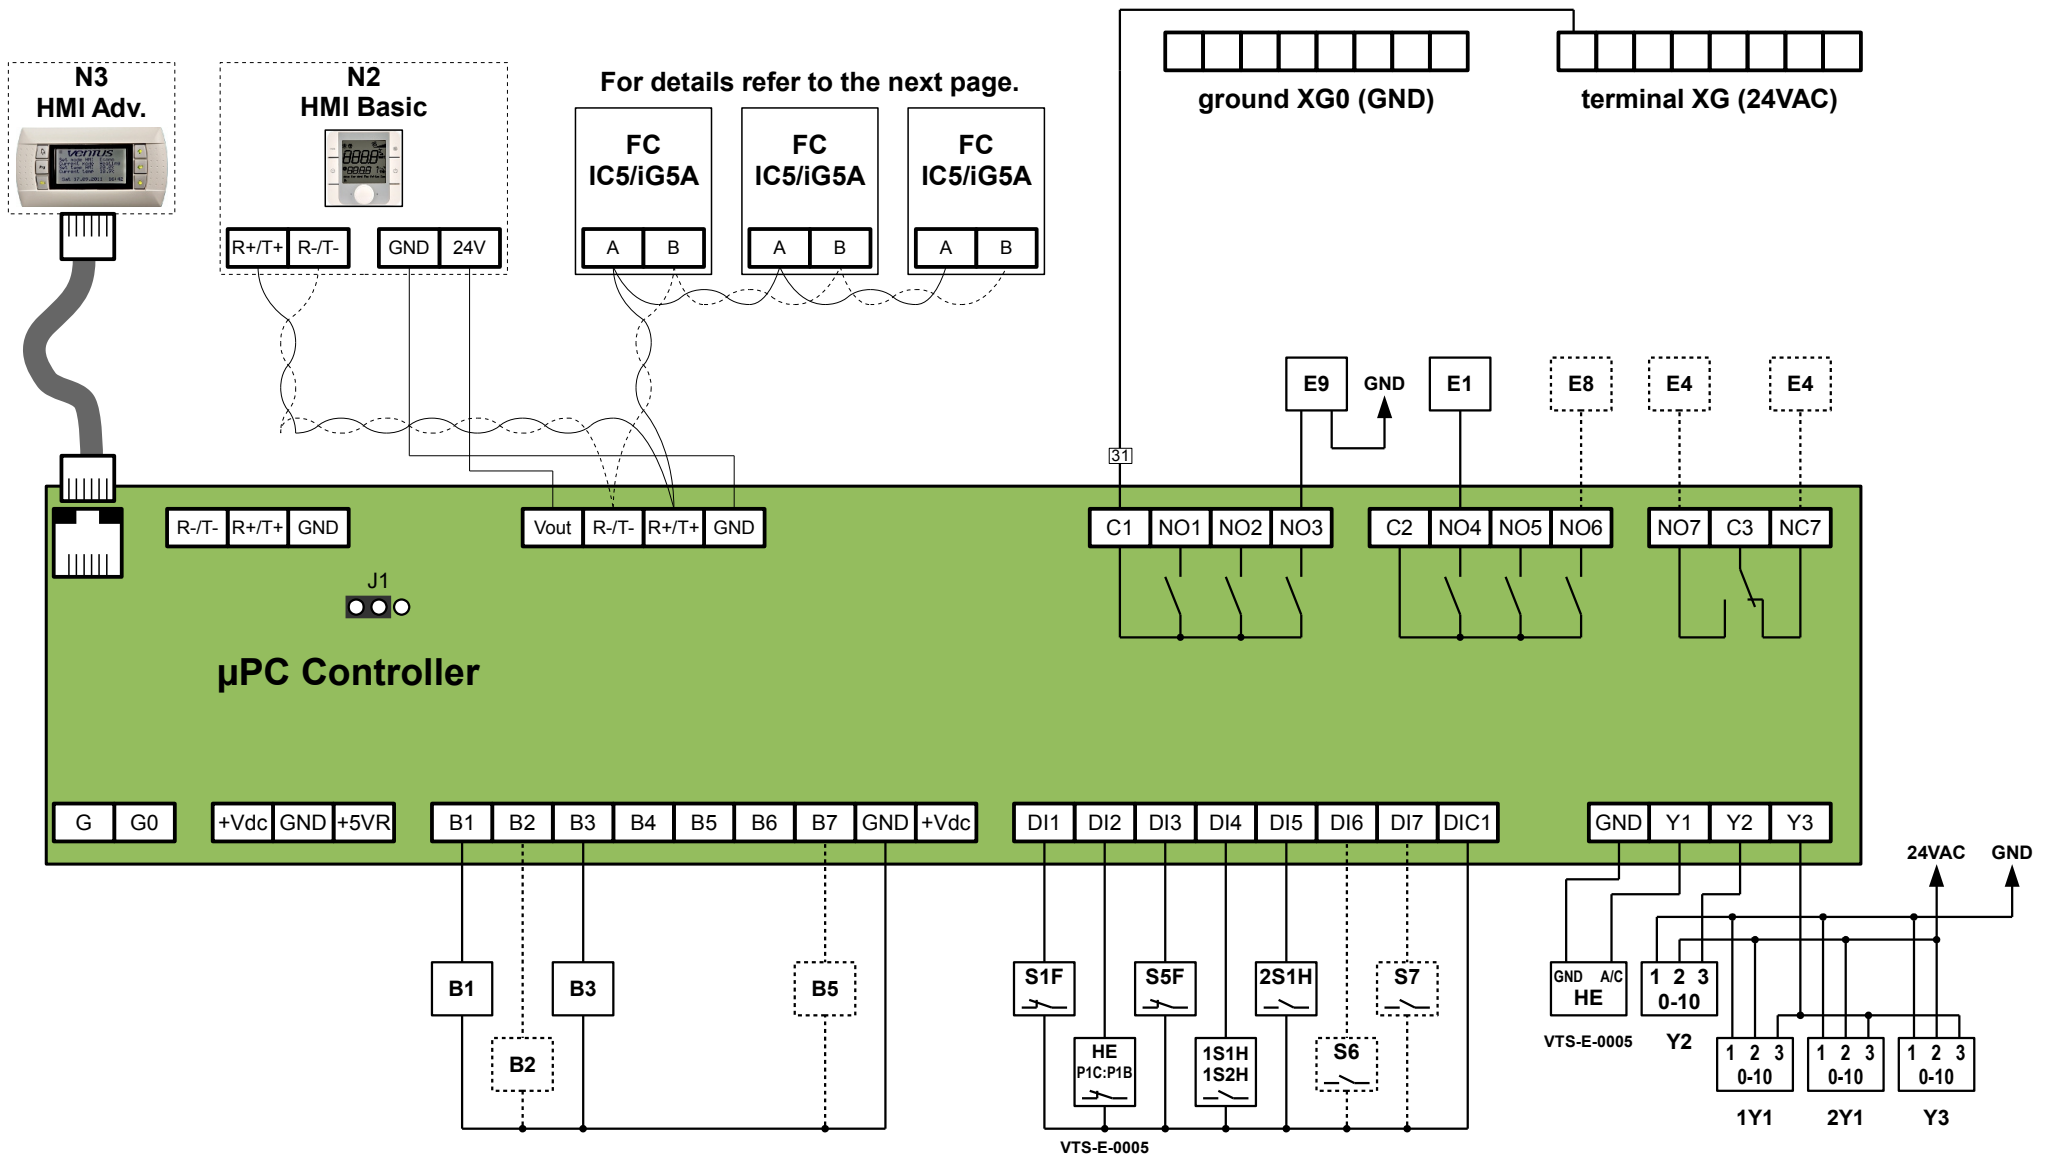 N3
HMI Adv.
ventus
N2
HMI Basic
R+/T+ R-/T- GND 24V
For details refer to the next page.
FC
IC5/iG5A
A B
FC
IC5/iG5A
A B
FC
IC5/iG5A
A B
ground XG0 (GND)
terminal XG (24VAC)
E9 GND E1 E8 E4 E4
31
R-/T- R+/T+ GND
Vout R-/T- R+/T+ GND
C1 NO1 NO2 NO3
C2 NO4 NO5 NO6
NO7 C3 NC7
J1
µPC Controller
G G0
+Vdc GND +5VR
B1 B2 B3 B4 B5 B6 B7 GND +Vdc
DI1 DI2 DI3 DI4 DI5 DI6 DI7 DIC1
GND Y1 Y2 Y3
24VAC GND
B1 B3 B5
B2
S1F S5F 2S1H S7
HE
P1C:P1B
1S1H
1S2H
S6
VTS-E-0005
GND A/C
HE
VTS-E-0005
1 2 3
0-10
Y2
1 2 3
0-10
1Y1
1 2 3
0-10
2Y1
1 2 3
0-10
Y3